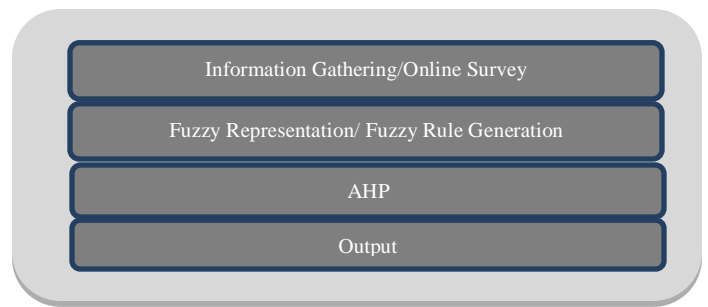 Information Gathering/Online Survey
Fuzzy Representation/ Fuzzy Rule Generation
AHP
Output